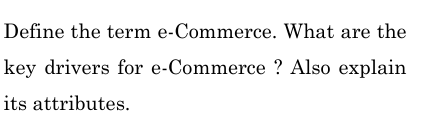 Define the term e-Commerce. What are the
key drivers for e-Commerce ? Also explain
its attributes.